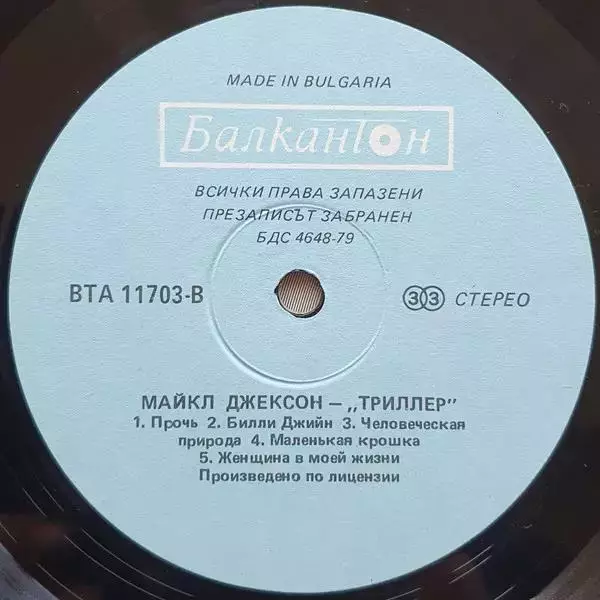 MADE IN BULGARIA
Балкантон
ВСИЧКИ ПРАВА ЗАПАЗЕНИ
ПРЕЗАПИСЪТ ЗАБРАНЕН
БДС 4648-79
ВТА 11703-В
33 СТЕРЕО
МАЙКЛ ДЖЕКСОН – „ТРИЛЛЕР"
1. Прочь 2. Билли Джийн 3. Человеческая
природа 4. Маленькая крошка
5. Женщина в моей жизни
Произведено по лицензии